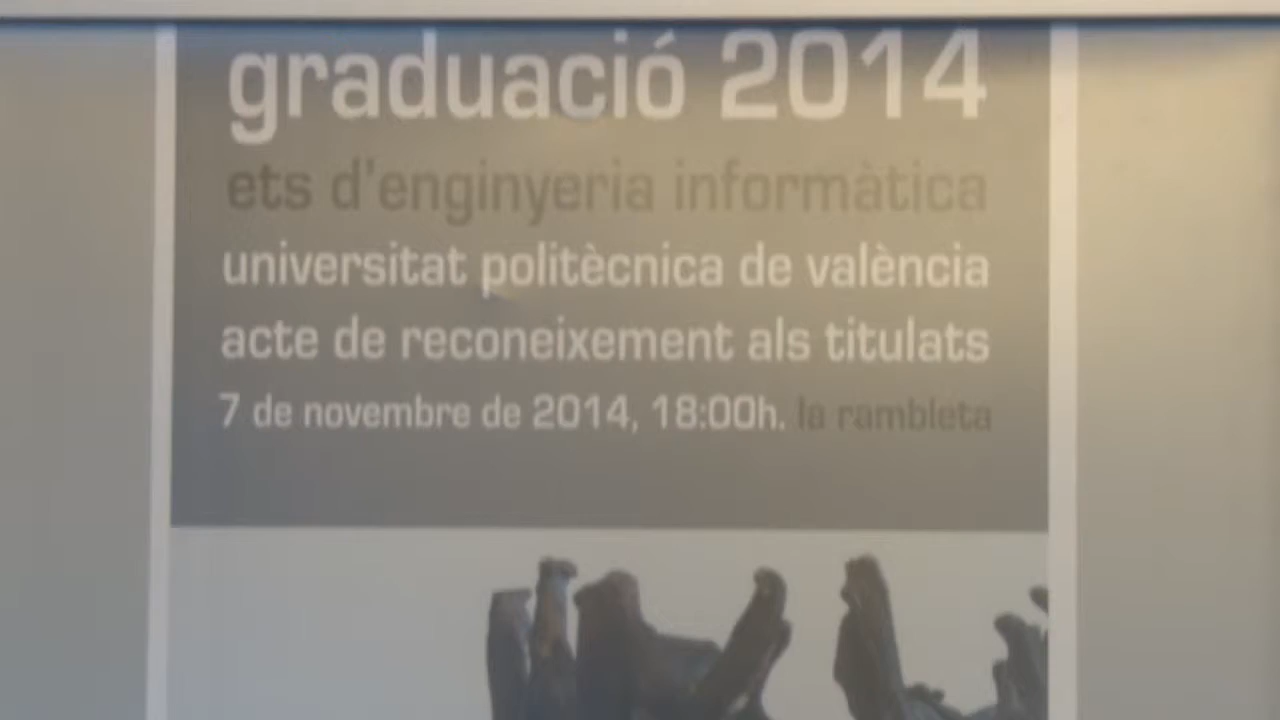 graduació 2014
ets d'enginyeria informàtica
universitat politècnica de valència
acte de reconeixement als titulats
7 de novembre de 2014, 18:00h. la rambleta